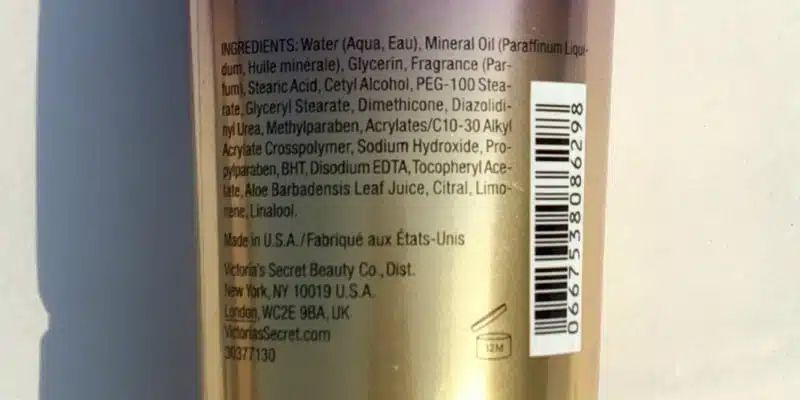 INGREDIENTS: Water (Aqua, Eau), Mineral Oil (Paraffinum Liqui-
dum, Huile minérale), Glycerin, Fragrance (Par-
fum), Stearic Acid, Cetyl Alcohol, PEG-100 Stea-
rate, Glyceryl Stearate, Dimethicone, Diazolidi-
nyl Urea, Methylparaben, Acrylates/C10-30 Alkyl
Acrylate Crosspolymer, Sodium Hydroxide, Pro-
pylparaben, BHT, Disodium EDTA, Tocopheryl Ace-
tate, Aloe Barbadensis Leaf Juice, Citral, Limo-
nene, Linalool.
Made in U.S.A./Fabriqué aux États-Unis
Victoria's Secret Beauty Co., Dist.
New York, NY 10019 U.S.A.
London, WC2E 9BA, UK
VictoriasSecret.com
30377130
12M
0667538086298